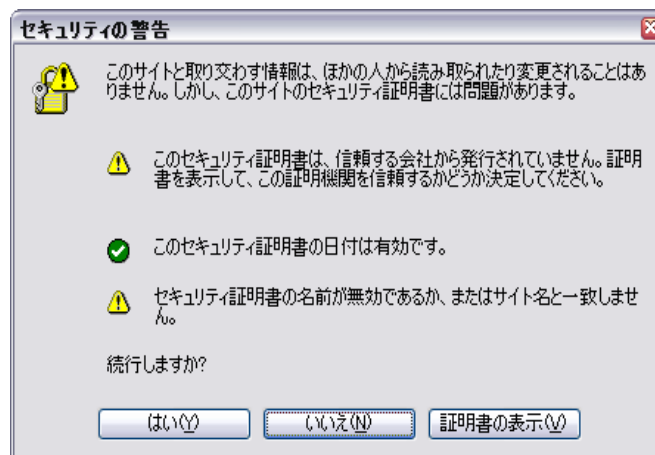 セキュリティの警告
このサイトと取り交わす情報は、ほかの人から読み取られたり変更されることはあ
りません。しかし、このサイトのセキュリティ証明書には問題があります。
このセキュリティ証明書は、信頼する会社から発行されていません。証明
書を表示して、この証明機関を信頼するかどうか決定してください。
このセキュリティ証明書の日付は有効です。
セキュリティ証明書の名前が無効であるか、またはサイト名と一致しませ
ん。
続行しますか?
はい(Y) いいえ(N) 証明書の表示(V)